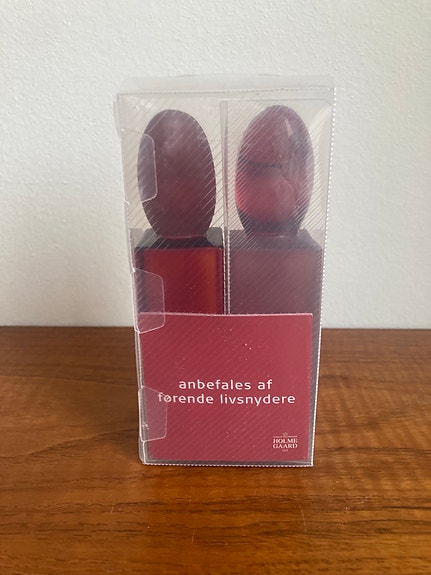 anbefales af
førende livsnydere
HOLME
GAARD